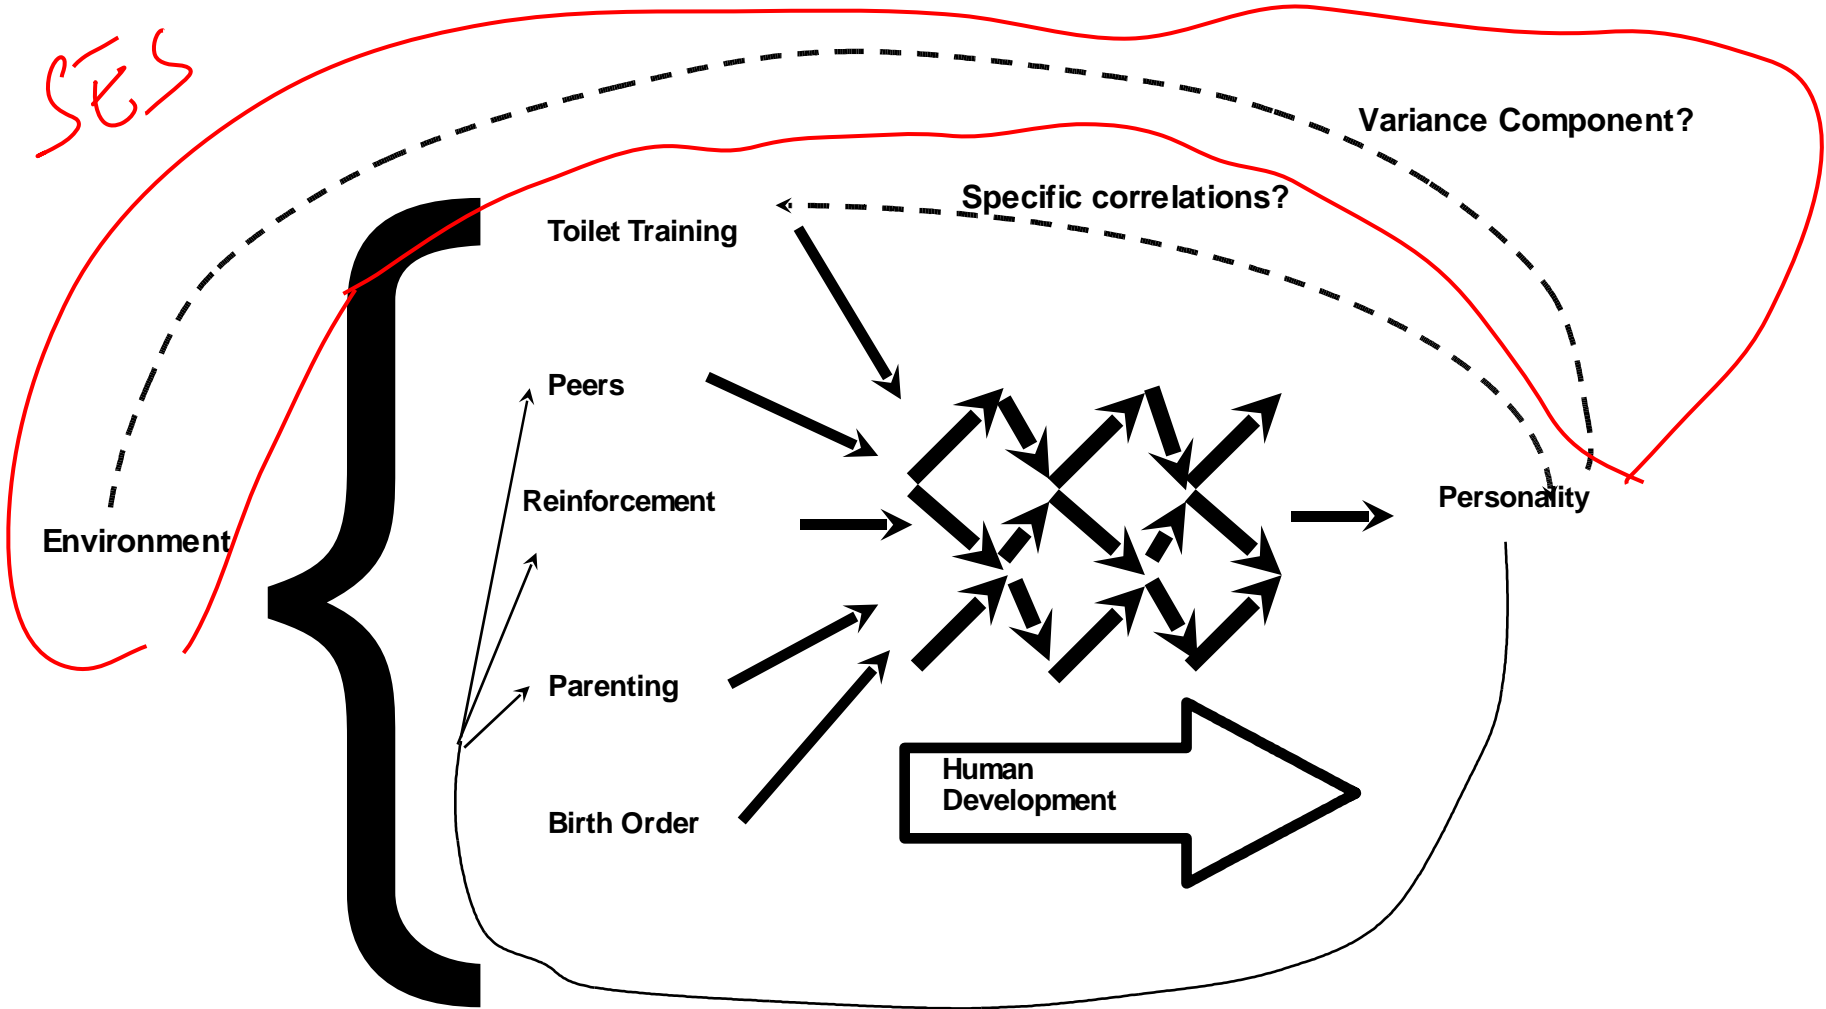 SES
Variance Component?
Specific correlations?
Toilet Training
Peers
Reinforcement
Personality
Environment
Parenting
Human
Development
Birth Order